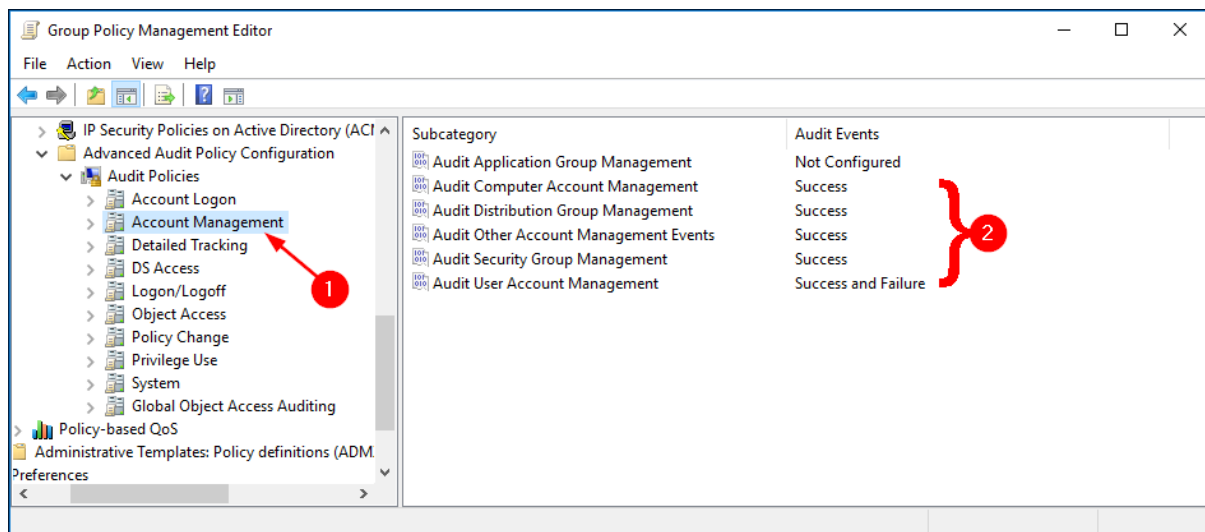 Group Policy Management Editor
File Action View Help
IP Security Policies on Active Directory (ACM
Advanced Audit Policy Configuration
Audit Policies
Account Logon
Account Management
Detailed Tracking
DS Access
Logon/Logoff
Object Access
Policy Change
Privilege Use
System
Global Object Access Auditing
Policy-based QoS
Administrative Templates: Policy definitions (ADM
Preferences
1
Subcategory Audit Events
Audit Application Group Management Not Configured
Audit Computer Account Management Success
Audit Distribution Group Management Success
Audit Other Account Management Events Success
Audit Security Group Management Success
Audit User Account Management Success and Failure
2